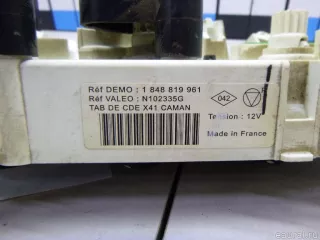 Réf DEMO : 1 848 819 961
Réf VALEO : N102335G
TAB DE CDE X41 CAMAN
042
Tension : 12V
Made in France